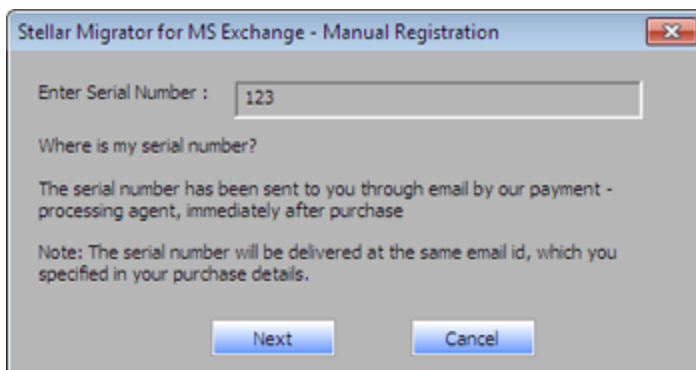 Stellar Migrator for MS Exchange - Manual Registration
Enter Serial Number : 123
Where is my serial number?
The serial number has been sent to you through email by our payment -
processing agent, immediately after purchase
Note: The serial number will be delivered at the same email id, which you
specified in your purchase details.
Next Cancel